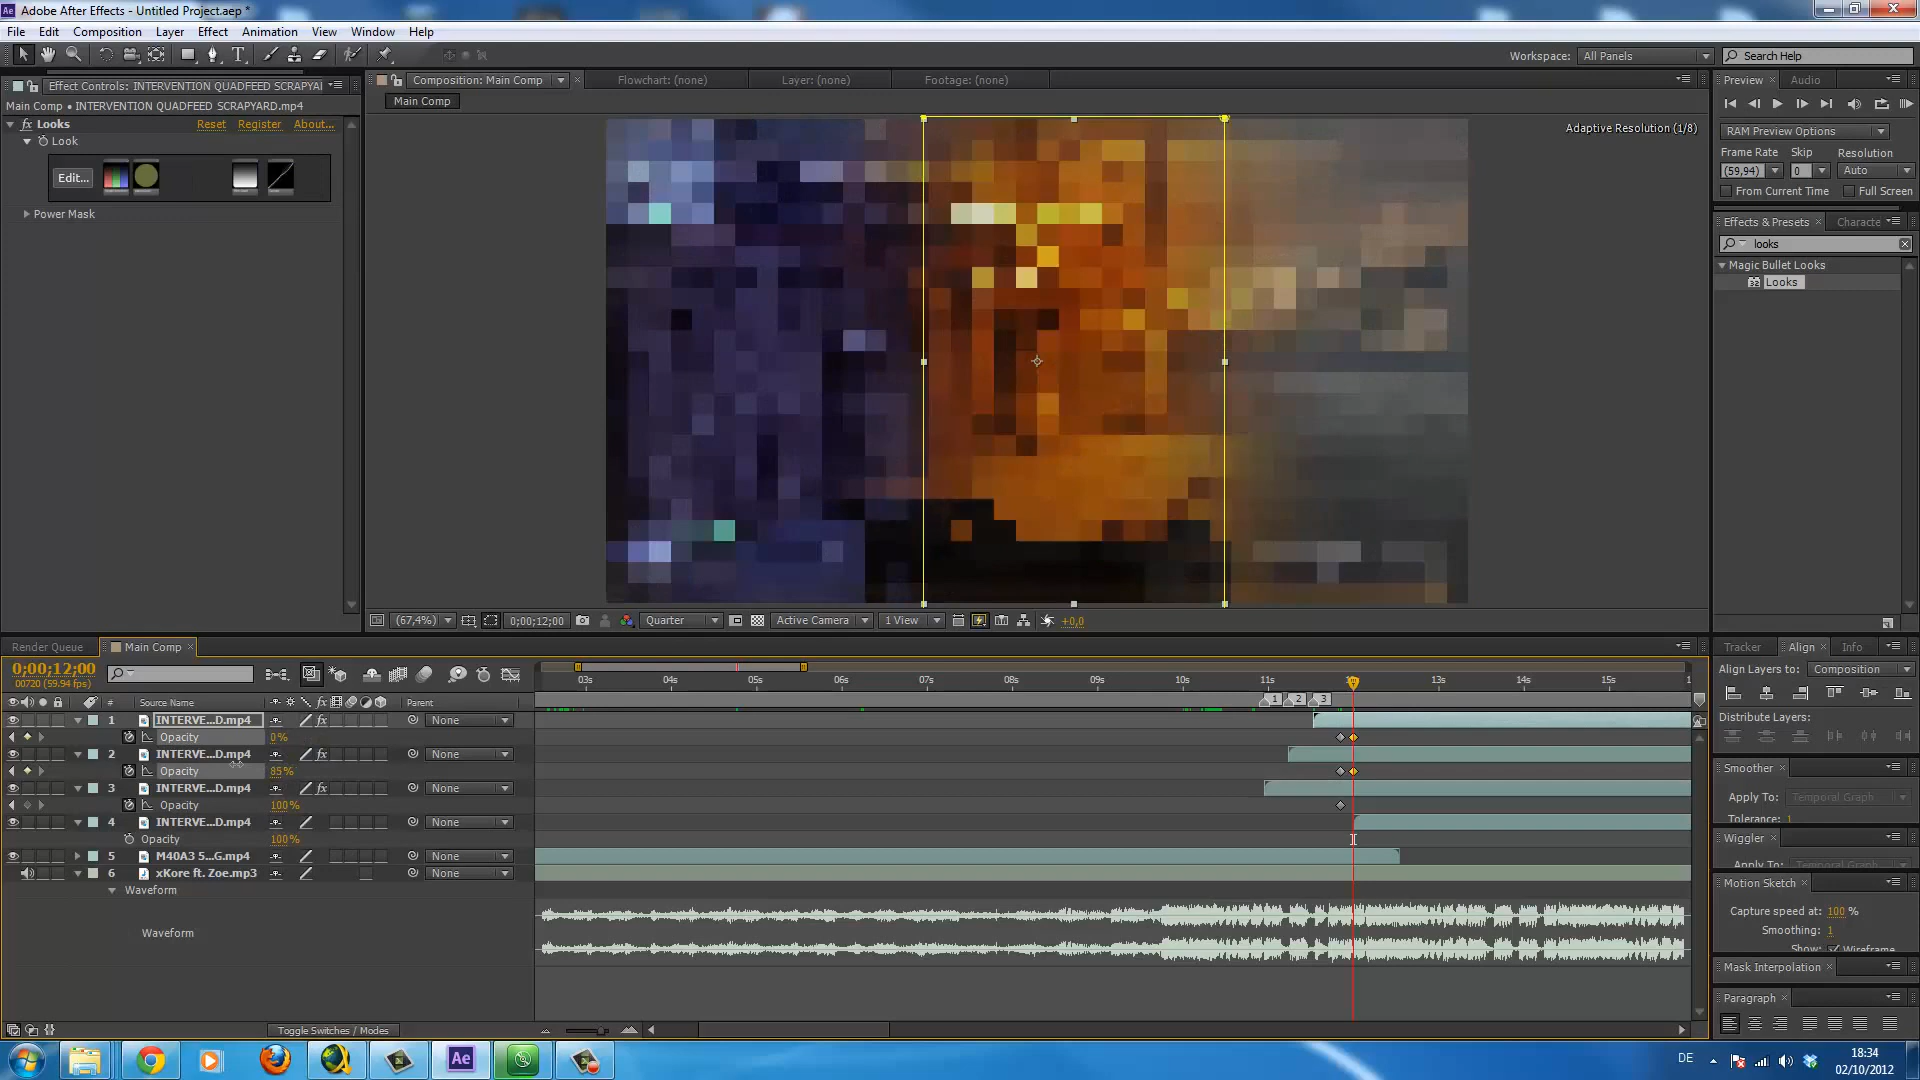 Adobe After Effects - Untitled Project.aep *
File Edit Composition Layer Effect Animation View Window Help
Workspace: All Panels Search Help
Effect Controls: INTERVENTION QUADFEED SCRAPYAI
Composition: Main Comp Flowchart: (none) Layer: (none) Footage: (none)
Preview Audio
Main Comp • INTERVENTION QUADFEED SCRAPYARD.mp4
Main Comp
fx Looks Reset Register About...
Look
Edit...
Power Mask
Adaptive Resolution (1/8)
RAM Preview Options
Frame Rate Skip Resolution
(59,94) 0 Auto
From Current Time Full Screen
Effects & Presets Characte
looks
Magic Bullet Looks
32 Looks
(67,4%) 0;00;12;00 Quarter Active Camera 1 View +0,0
Render Queue Main Comp
0;00;12;00
00720 (59.94 fps)
03s 04s 05s 06s 07s 08s 09s 10s 11s 13s 14s 15s 1
# Source Name fx Parent
1 2 3
1 INTERVE...D.mp4 fx None
Opacity 0%
2 INTERVE...D.mp4 fx None
Opacity 85%
3 INTERVE...D.mp4 fx None
Opacity 100%
4 INTERVE...D.mp4 None
Opacity 100%
5 M40A3 5...G.mp4 None
6 xKore ft. Zoe.mp3 None
Waveform
Waveform
Toggle Switches / Modes
Tracker Align Info
Align Layers to: Composition
Distribute Layers:
Smoother
Apply To: Temporal Graph
Tolerance: 1
Wiggler
Apply To: Temporal Graph
Motion Sketch
Capture speed at: 100 %
Smoothing: 1
Show: Wireframe
Mask Interpolation
Paragraph
Ae
DE
18:34
02/10/2012